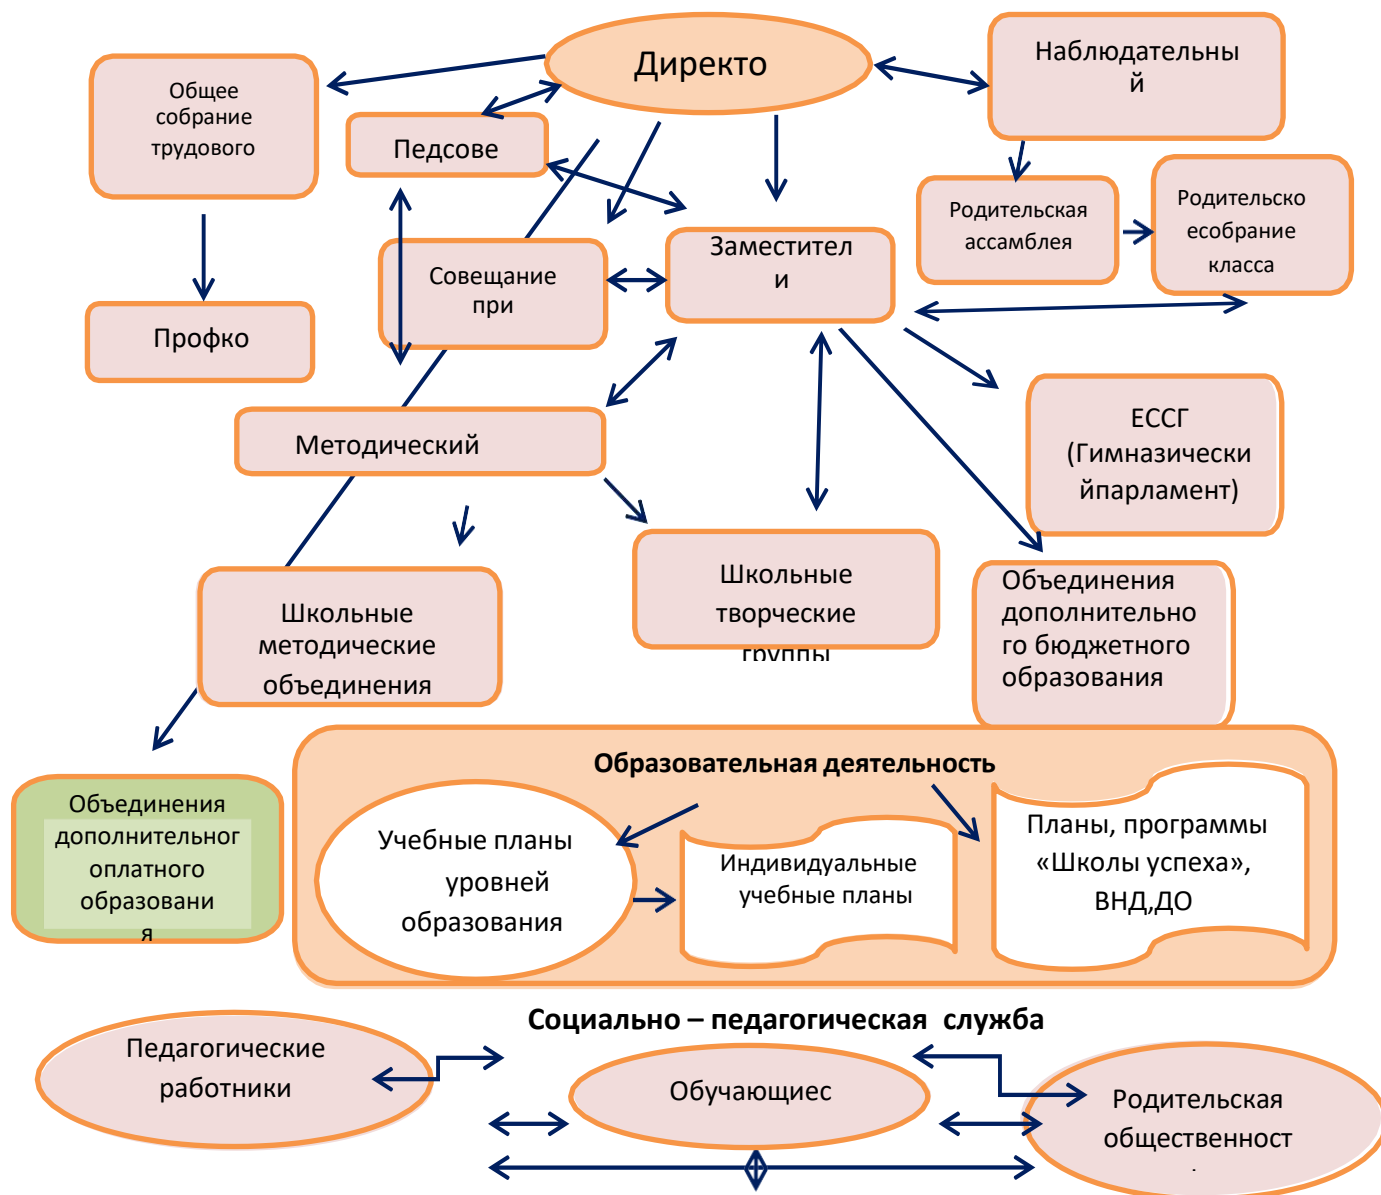 Директо
Наблюдательны
й
Общее
собрание
трудового
Педсове
Родительская
ассамблея
Родительско
есобрание
класса
Заместител
и
Совещание
при
Профко
ЕССГ
(Гимназически
йпарламент)
Методический
Школьные
творческие
группы
Объединения
дополнительно
го бюджетного
образования
Школьные
методические
объединения
Образовательная деятельность
Объединения
дополнительног
оплатного
образовани
я
Учебные планы
уровней
образования
Индивидуальные
учебные планы
Планы, программы
«Школы успеха»,
ВНД,ДО
Социально – педагогическая служба
Педагогические
работники
Обучающиес
Родительская
общественност